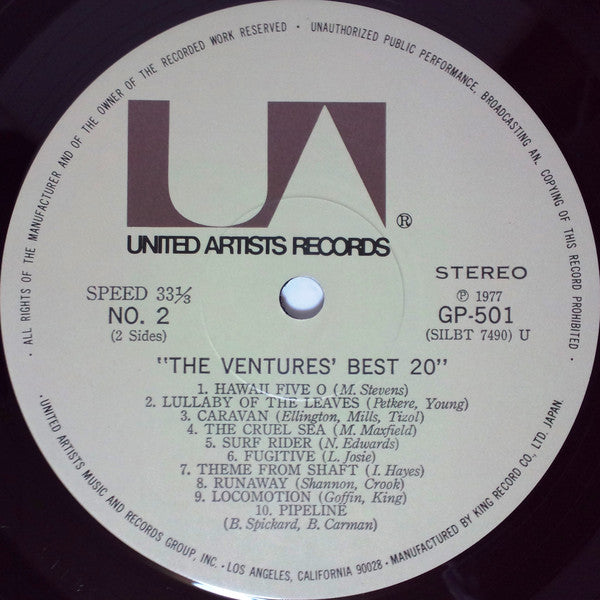 · ALL RIGHTS OF THE MANUFACTURER AND OF THE OWNER OF THE RECORDED WORK RESERVED · UNAUTHORIZED PUBLIC PERFORMANCE, BROADCASTING AN, COPYING OF THIS RECORD PROHIBITED ·
UA®
UNITED ARTISTS RECORDS
SPEED 33⅓
NO. 2
(2 Sides)
STEREO
Ⓟ 1977
GP-501
(SILBT 7490) U
"THE VENTURES' BEST 20"
1. HAWAII FIVE O (M. Stevens)
2. LULLABY OF THE LEAVES (Petkere, Young)
3. CARAVAN (Ellington, Mills, Tizol)
4. THE CRUEL SEA (M. Maxfield)
5. SURF RIDER (N. Edwards)
6. FUGITIVE (L. Josie)
7. THEME FROM SHAFT (I. Hayes)
8. RUNAWAY (Shannon, Crook)
9. LOCOMOTION (Goffin, King)
10. PIPELINE
(B. Spickard, B. Carman)
· UNITED ARTISTS MUSIC AND RECORDS GROUP, INC. · LOS ANGELES, CALIFORNIA 90028 · MANUFACTURED BY KING RECORD CO., LTD. JAPAN.